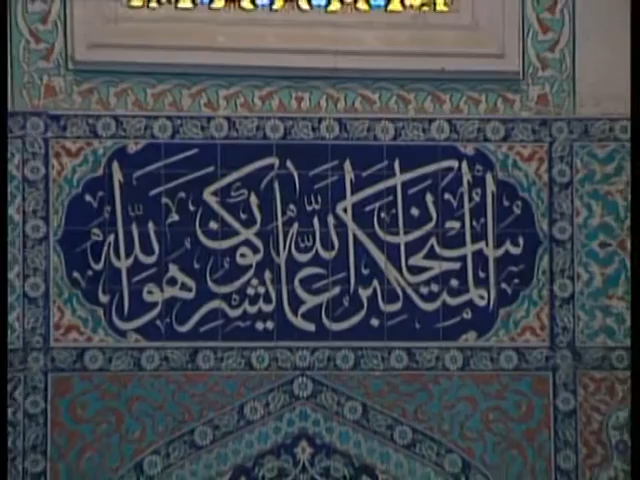 المتكبر سبحان الله عما يشركون هو الله